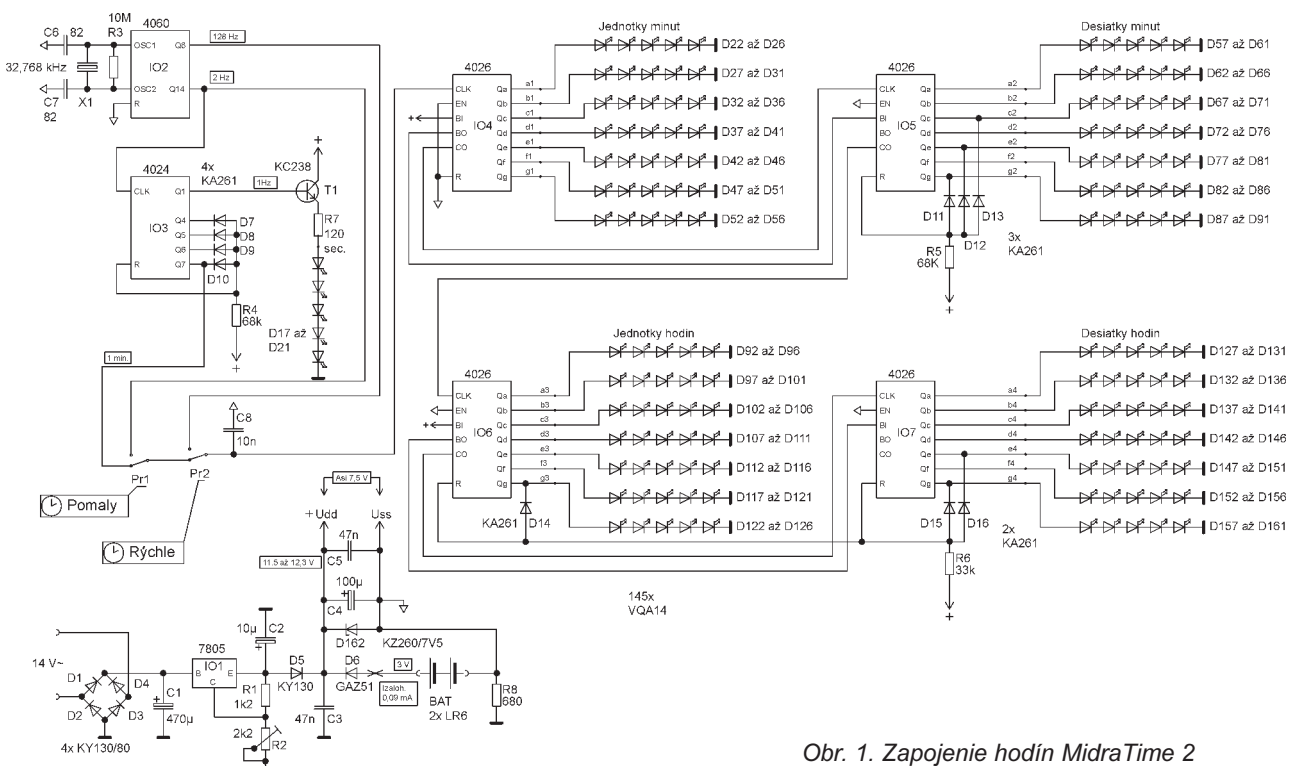 C6 82
10M
R3
4060
OSC1
Q6
128 Hz
IO2
32,768 kHz
OSC2
Q14
2 Hz
R
C7
82
X1
4024
4x
KA261
CLK
Q1
1Hz
KC238
T1
IO3
Q4
Q5
Q6
Q7
R
D7
D8
D9
D10
R7
120
sec.
R4
68k
D17 až
D21
1 min.
C8
10n
Pr1
Pr2
Pomaly
Rýchle
Jednotky minut
4026
CLK
EN
BI
BO
CO
R
IO4
Qa
Qb
Qc
Qd
Qe
Qf
Qg
a1
b1
c1
d1
e1
f1
g1
D22 až D26
D27 až D31
D32 až D36
D37 až D41
D42 až D46
D47 až D51
D52 až D56
Desiatky minut
4026
CLK
EN
BI
BO
CO
R
IO5
Qa
Qb
Qc
Qd
Qe
Qf
Qg
a2
b2
c2
d2
e2
f2
g2
D57 až D61
D62 až D66
D67 až D71
D72 až D76
D77 až D81
D82 až D86
D87 až D91
D11
D12
D13
3x
KA261
R5
68K
+
Jednotky hodin
4026
CLK
EN
BI
BO
CO
R
IO6
Qa
Qb
Qc
Qd
Qe
Qf
Qg
a3
b3
c3
d3
e3
f3
g3
D92 až D96
D97 až D101
D102 až D106
D107 až D111
D112 až D116
D117 až D121
D122 až D126
KA261
D14
Desiatky hodin
4026
CLK
EN
BI
BO
CO
R
IO7
Qa
Qb
Qc
Qd
Qe
Qf
Qg
a4
b4
c4
d4
e4
f4
g4
D127 až D131
D132 až D136
D137 až D141
D142 až D146
D147 až D151
D152 až D156
D157 až D161
D15
D16
2x
KA261
R6
33k
+
145x
VQA14
Asi 7,5 V
+Udd
Uss
47n
C5
11.5 až 12,3 V
100µ
C4
D162
KZ260/7V5
14 V~
D1
D4
D2
D3
4x KY130/80
C1
470µ
7805
B
IO1
E
C
10µ
C2
R1
1k2
2k2
R2
D5
KY130
47n
C3
D6
GAZ51
3 V
Izaloh.
0,09 mA
BAT
2x LR6
R8
680
Obr. 1. Zapojenie hodín MidraTime 2